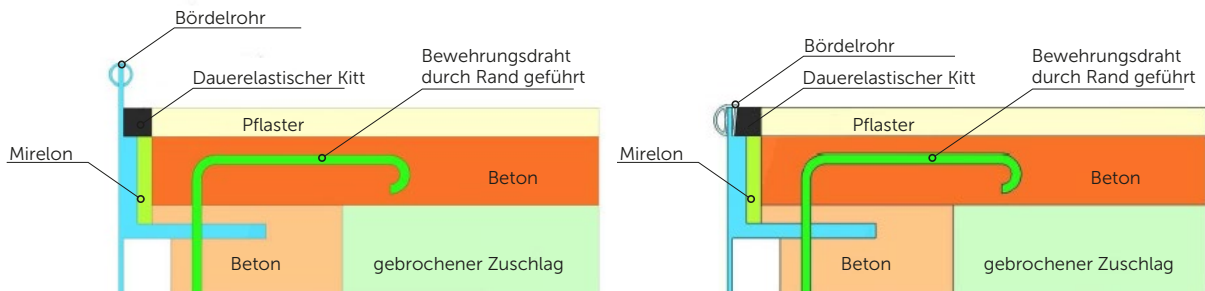 Bördelrohr
Bewehrungsdraht
durch Rand geführt
Dauerelastischer Kitt
Pflaster
Mirelon
Beton
Beton
gebrochener Zuschlag
Bördelrohr
Bewehrungsdraht
durch Rand geführt
Dauerelastischer Kitt
Pflaster
Mirelon
Beton
Beton
gebrochener Zuschlag